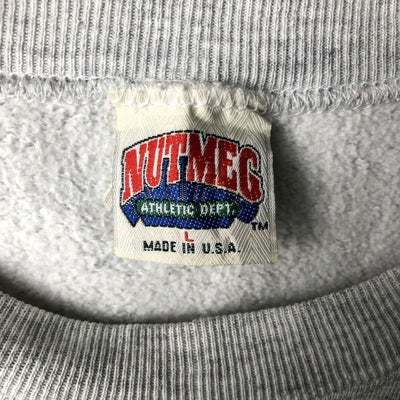 NUTMEG
ATHLETIC DEPT.
TM
L
MADE IN U.S.A.